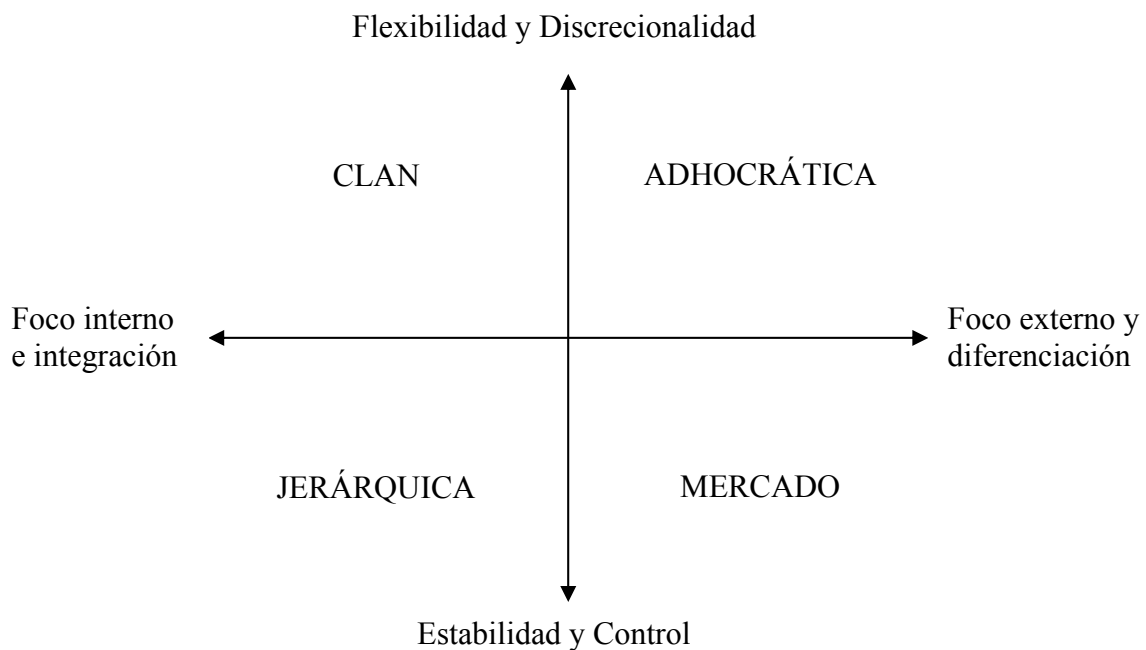 Flexibilidad y Discrecionalidad
CLAN
ADHOCRÁTICA
Foco interno
e integración
Foco externo y
diferenciación
JERÁRQUICA
MERCADO
Estabilidad y Control